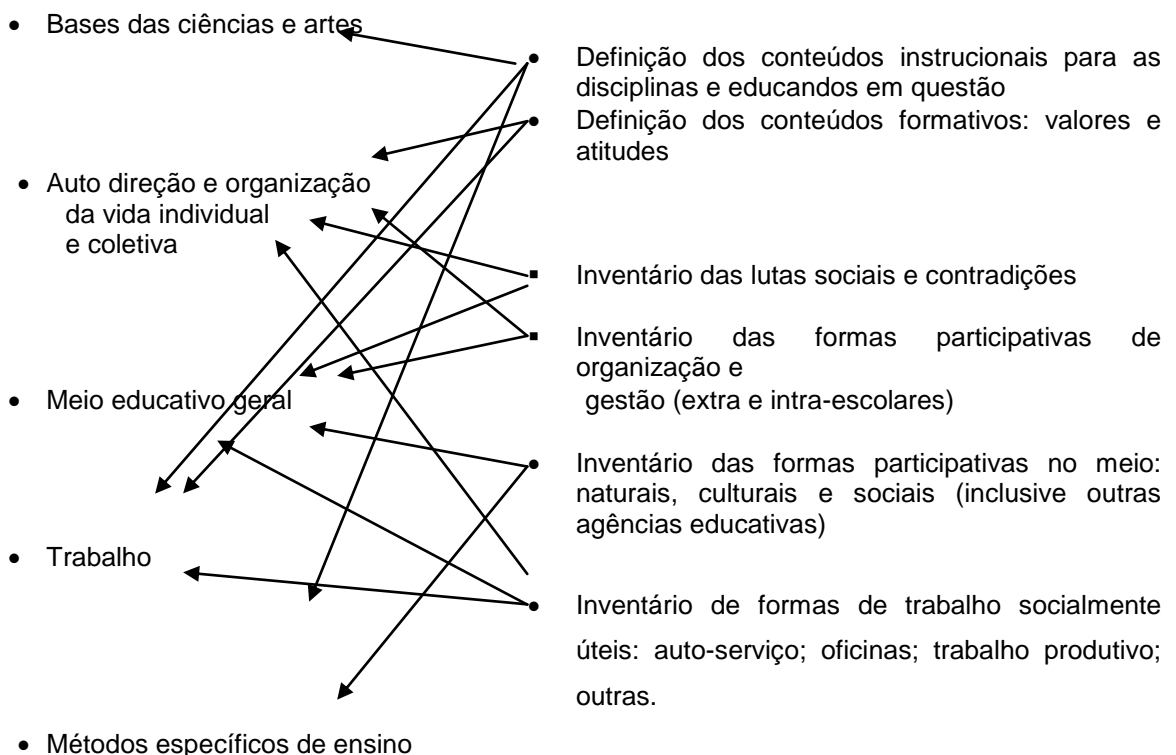 • Bases das ciências e artes
• Auto direção e organização
da vida individual
e coletiva
• Meio educativo geral
• Trabalho
• Métodos específicos de ensino
• Definição dos conteúdos instrucionais para as
disciplinas e educandos em questão
• Definição dos conteúdos formativos: valores e
atitudes
▪ Inventário das lutas sociais e contradições
▪ Inventário das formas participativas de
organização e
gestão (extra e intra-escolares)
• Inventário das formas participativas no meio:
naturais, culturais e sociais (inclusive outras
agências educativas)
• Inventário de formas de trabalho socialmente
úteis: auto-serviço; oficinas; trabalho produtivo;
outras.